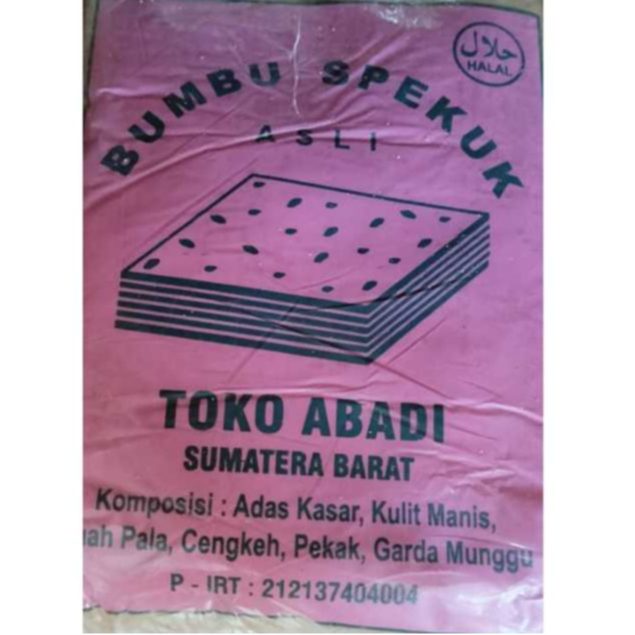 حلال
HALAL
BUMBU SPEKUK
ASLI
TOKO ABADI
SUMATERA BARAT
Komposisi : Adas Kasar, Kulit Manis,
Pala, Cengkeh, Pekak, Garda Munggu
P - IRT : 212137404004